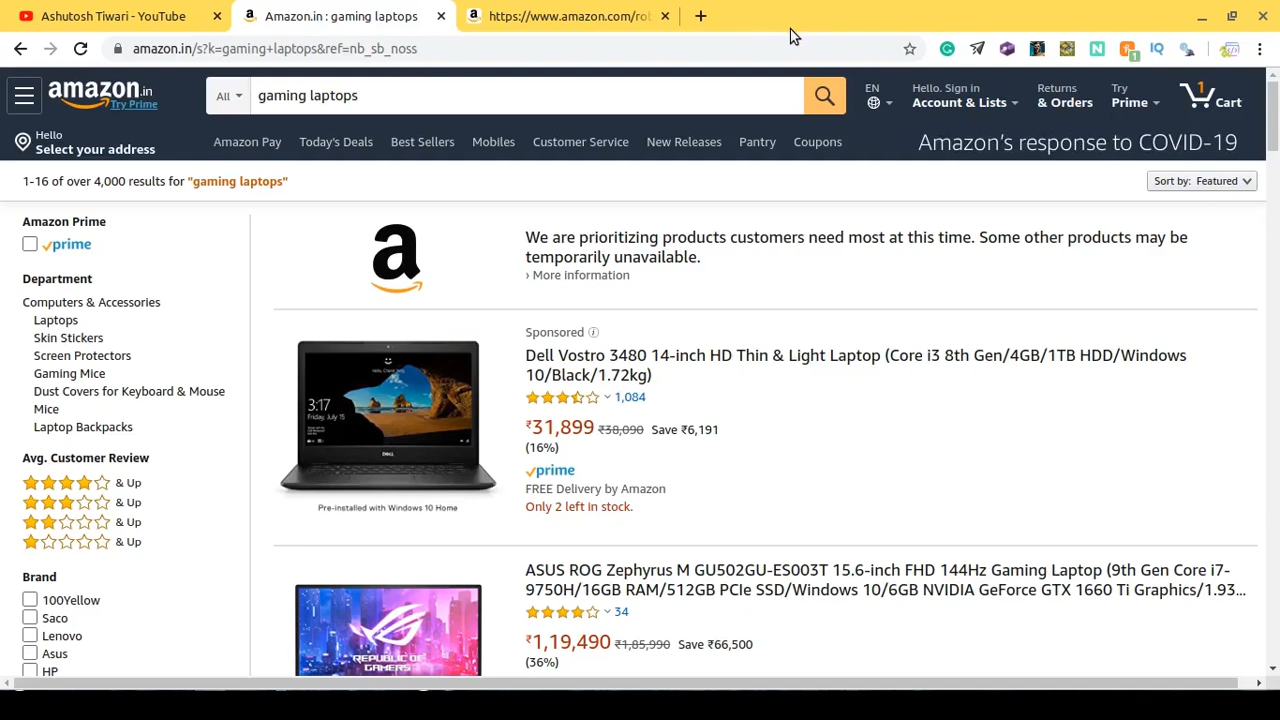 Ashutosh Tiwari - YouTube
Amazon.in : gaming laptops
https://www.amazon.com/rob
amazon.in/s?k=gaming+laptops&ref=nb_sb_noss
1
amazon.in
Try Prime
All
gaming laptops
EN
Hello. Sign in
Account & Lists
Returns
& Orders
Try
Prime
1
Cart
Hello
Select your address
Amazon Pay
Today's Deals
Best Sellers
Mobiles
Customer Service
New Releases
Pantry
Coupons
Amazon's response to COVID-19
1-16 of over 4,000 results for "gaming laptops"
Sort by: Featured
Amazon Prime
prime
Department
Computers & Accessories
Laptops
Skin Stickers
Screen Protectors
Gaming Mice
Dust Covers for Keyboard & Mouse
Mice
Laptop Backpacks
Avg. Customer Review
& Up
& Up
& Up
& Up
Brand
100Yellow
Saco
Lenovo
Asus
HP
We are prioritizing products customers need most at this time. Some other products may be
temporarily unavailable.
› More information
3:17
Friday, July 15
DELL
Pre-installed with Windows 10 Home
Sponsored
Dell Vostro 3480 14-inch HD Thin & Light Laptop (Core i3 8th Gen/4GB/1TB HDD/Windows
10/Black/1.72kg)
1,084
₹31,899 ₹38,090 Save ₹6,191
(16%)
prime
FREE Delivery by Amazon
Only 2 left in stock.
REPUBLIC OF
GAMERS
ASUS ROG Zephyrus M GU502GU-ES003T 15.6-inch FHD 144Hz Gaming Laptop (9th Gen Core i7-
9750H/16GB RAM/512GB PCIe SSD/Windows 10/6GB NVIDIA GeForce GTX 1660 Ti Graphics/1.93...
34
₹1,19,490 ₹1,85,990 Save ₹66,500
(36%)